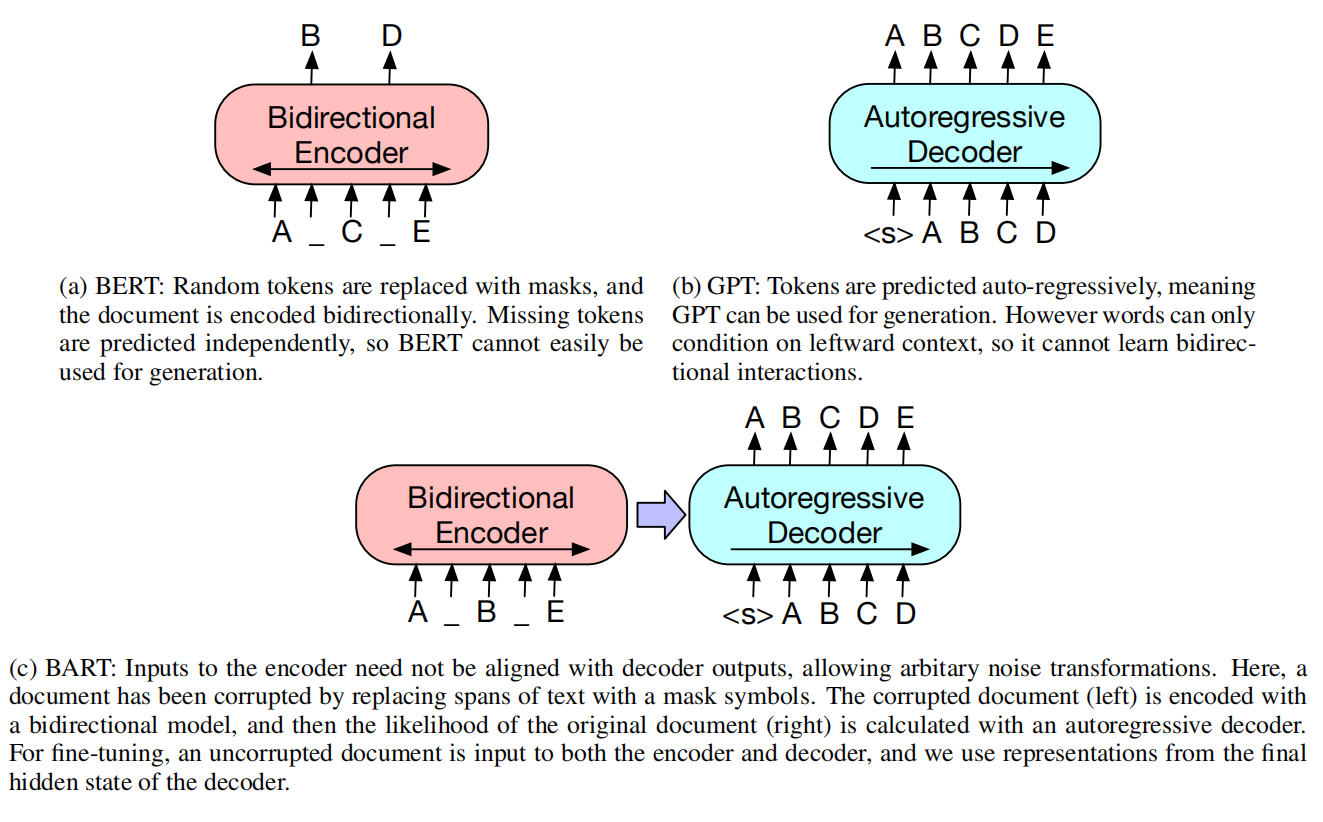 B D
Bidirectional
Encoder
A _ C _ E
(a) BERT: Random tokens are replaced with masks, and
the document is encoded bidirectionally. Missing tokens
are predicted independently, so BERT cannot easily be
used for generation.
A B C D E
Autoregressive
Decoder
<s> A B C D
(b) GPT: Tokens are predicted auto-regressively, meaning
GPT can be used for generation. However words can only
condition on leftward context, so it cannot learn bidirec-
tional interactions.
Bidirectional
Encoder
A _ B _ E
A B C D E
Autoregressive
Decoder
<s> A B C D
(c) BART: Inputs to the encoder need not be aligned with decoder outputs, allowing arbitary noise transformations. Here, a
document has been corrupted by replacing spans of text with a mask symbols. The corrupted document (left) is encoded with
a bidirectional model, and then the likelihood of the original document (right) is calculated with an autoregressive decoder.
For fine-tuning, an uncorrupted document is input to both the encoder and decoder, and we use representations from the final
hidden state of the decoder.